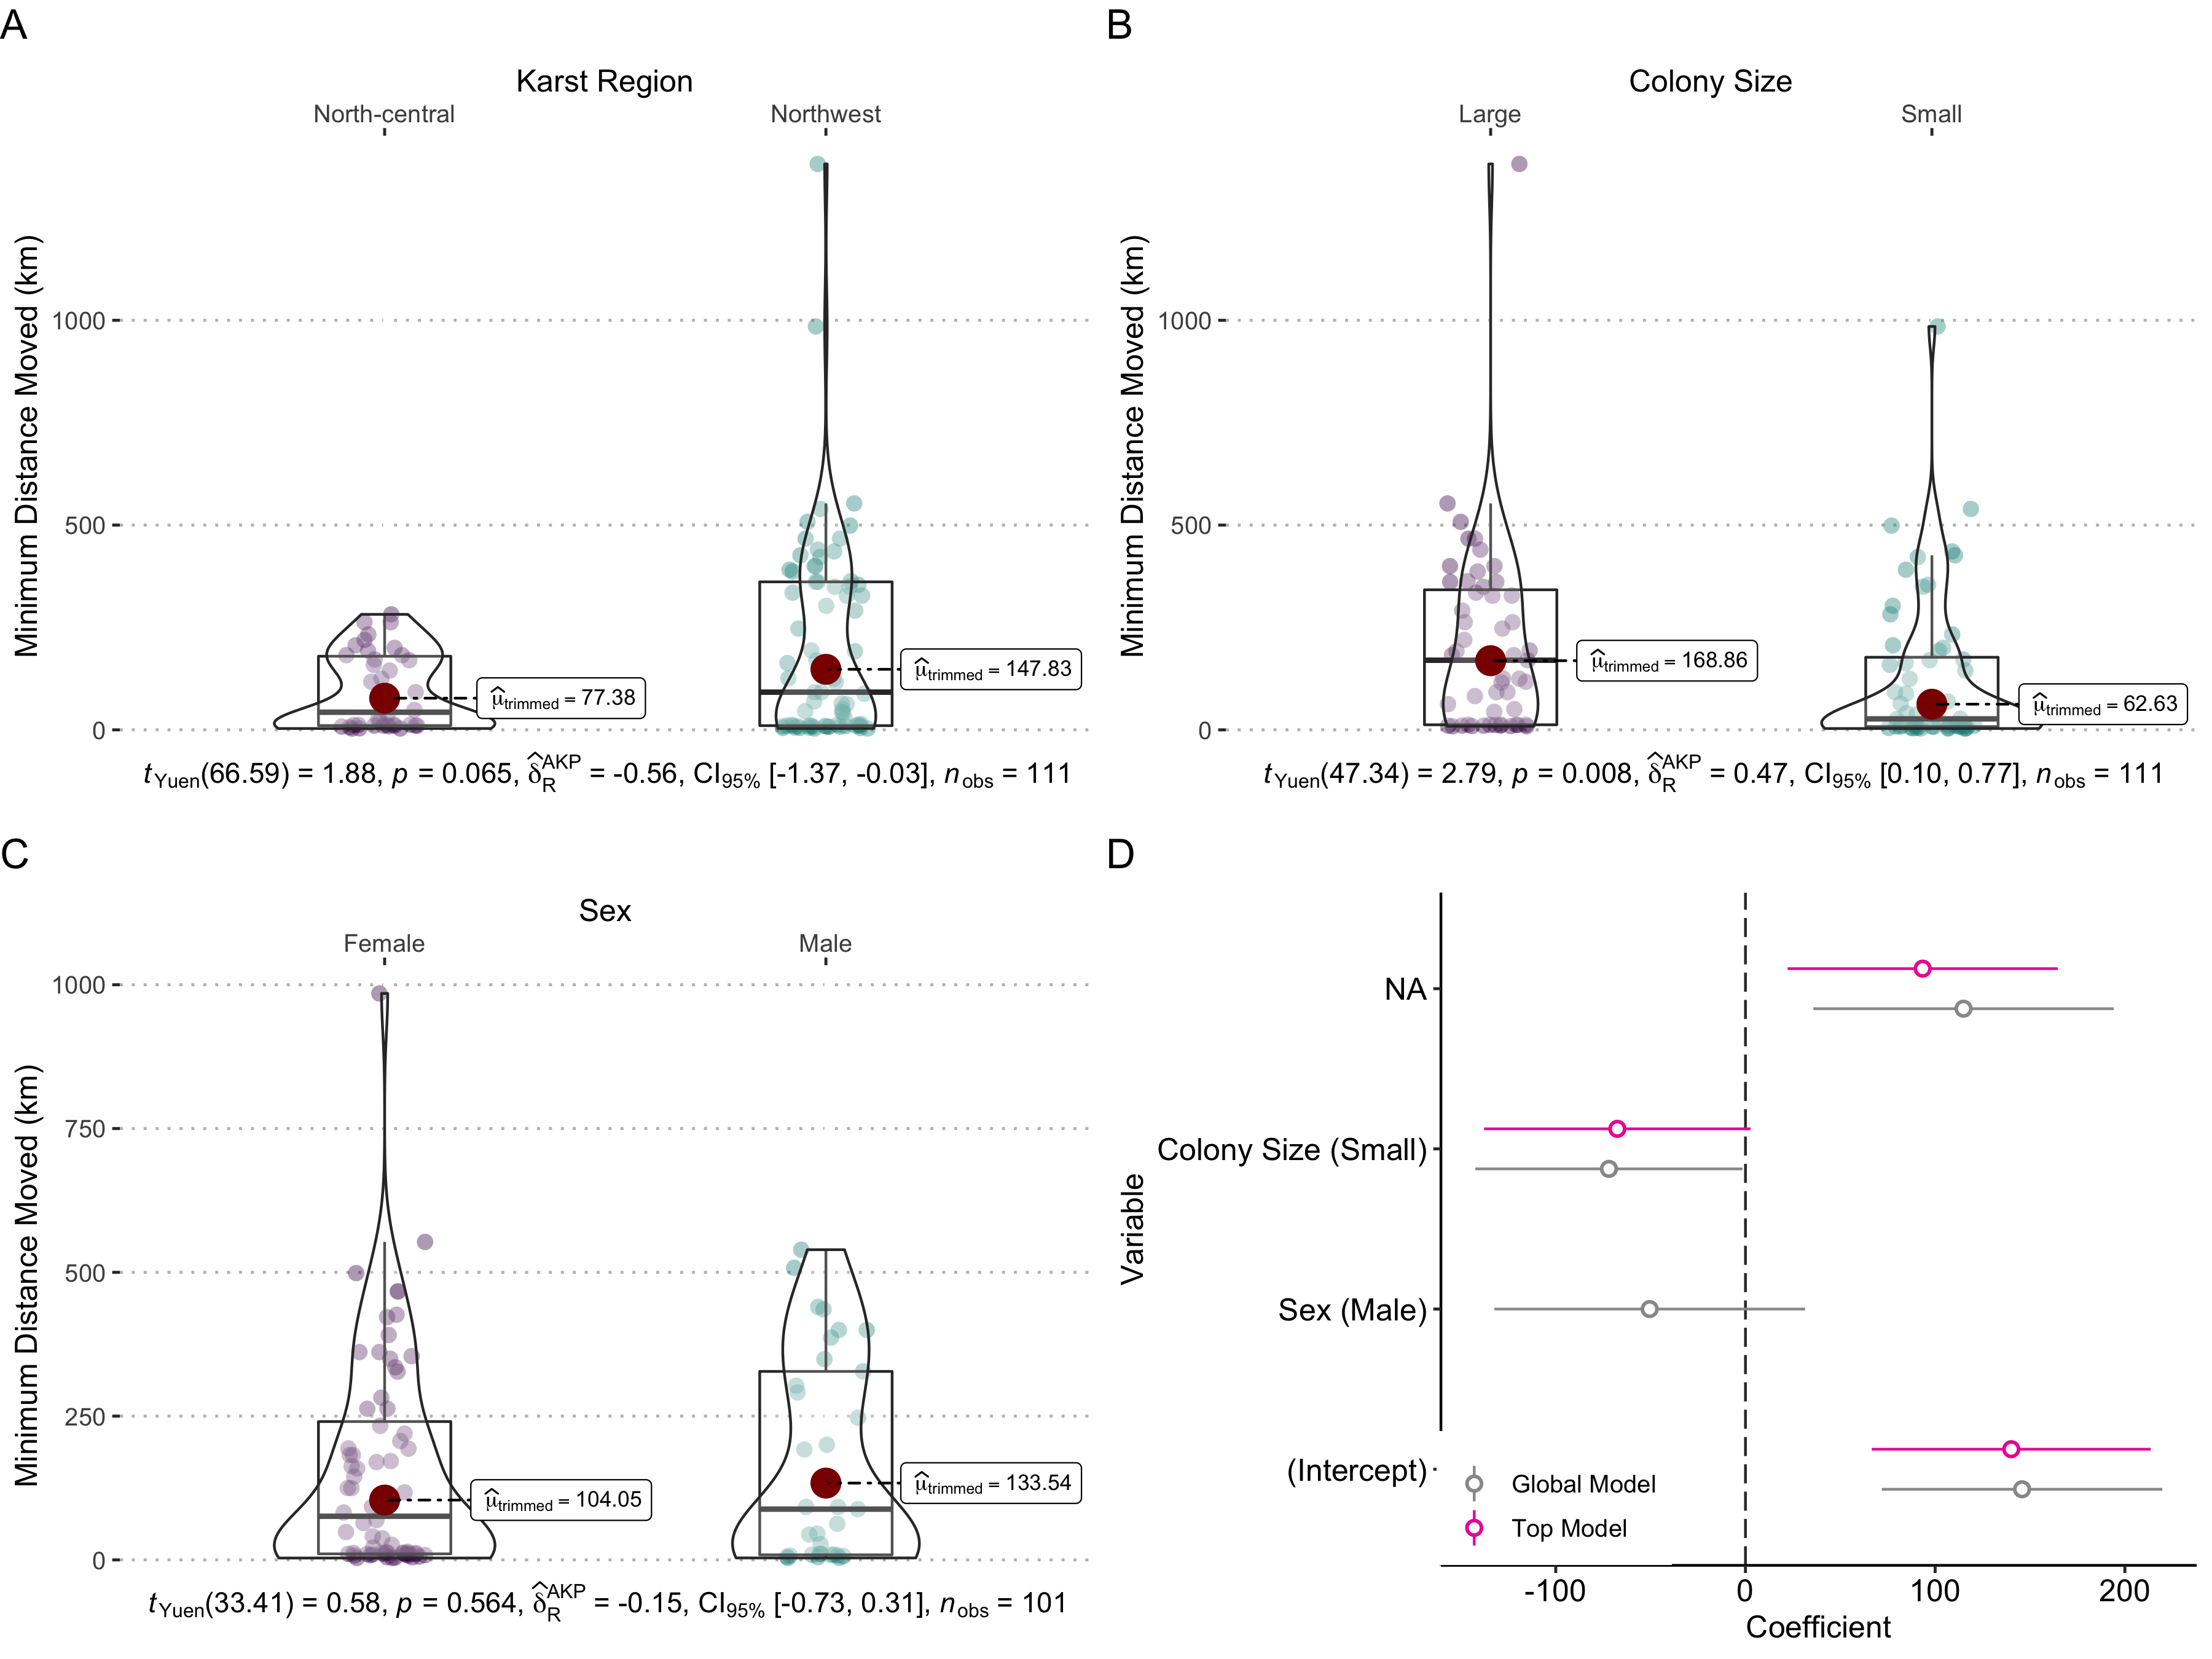 A
Karst Region
North-central Northwest
Minimum Distance Moved (km)
1000
500
0
μ̂trimmed = 77.38
μ̂trimmed = 147.83
tYuen(66.59) = 1.88, p = 0.065, δ̂RAKP = -0.56, CI95% [-1.37, -0.03], nobs = 111
B
Colony Size
Large Small
Minimum Distance Moved (km)
1000
500
0
μ̂trimmed = 168.86
μ̂trimmed = 62.63
tYuen(47.34) = 2.79, p = 0.008, δ̂RAKP = 0.47, CI95% [0.10, 0.77], nobs = 111
C
Sex
Female Male
Minimum Distance Moved (km)
1000
750
500
250
0
μ̂trimmed = 104.05
μ̂trimmed = 133.54
tYuen(33.41) = 0.58, p = 0.564, δ̂RAKP = -0.15, CI95% [-0.73, 0.31], nobs = 101
D
Variable
NA
Colony Size (Small)
Sex (Male)
(Intercept)
Global Model
Top Model
-100 0 100 200
Coefficient